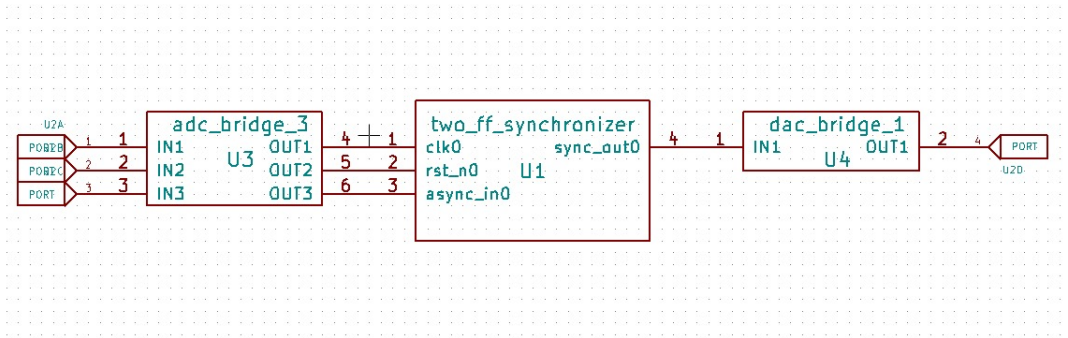 U2A
adc_bridge_3
two_ff_synchronizer
dac_bridge_1
1 1 IN1 OUT1 4 1 clk0 sync_out0 4 1 IN1 OUT1 2 4 PORT
U3
U4
PORT 2 2 IN2 OUT2 5 2 rst_n0
U1
U2D
PORT 3 3 IN3 OUT3 6 3 async_in0